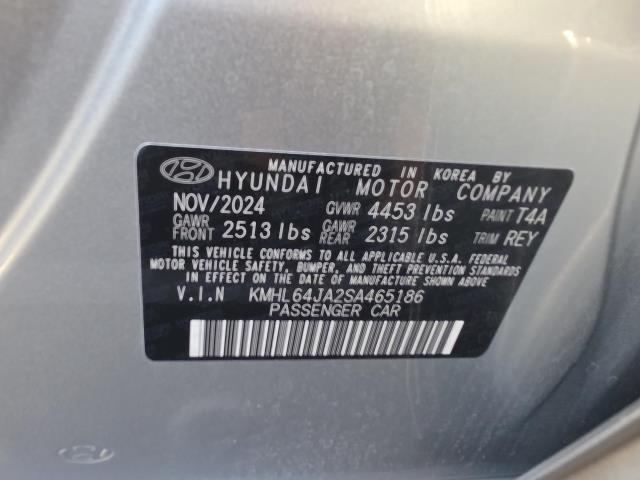 MANUFACTURED IN KOREA BY
HYUNDAI MOTOR COMPANY
NOV/2024 GVWR 4453 lbs PAINT T4A
GAWR FRONT 2513 lbs GAWR REAR 2315 lbs TRIM REY
THIS VEHICLE CONFORMS TO ALL APPLICABLE U.S.A. FEDERAL
MOTOR VEHICLE SAFETY, BUMPER, AND THEFT PREVENTION STANDARDS
IN EFFECT ON THE DATE OF MANUFACTURE SHOWN ABOVE
V.I.N KMHL64JA2SA465186
PASSENGER CAR